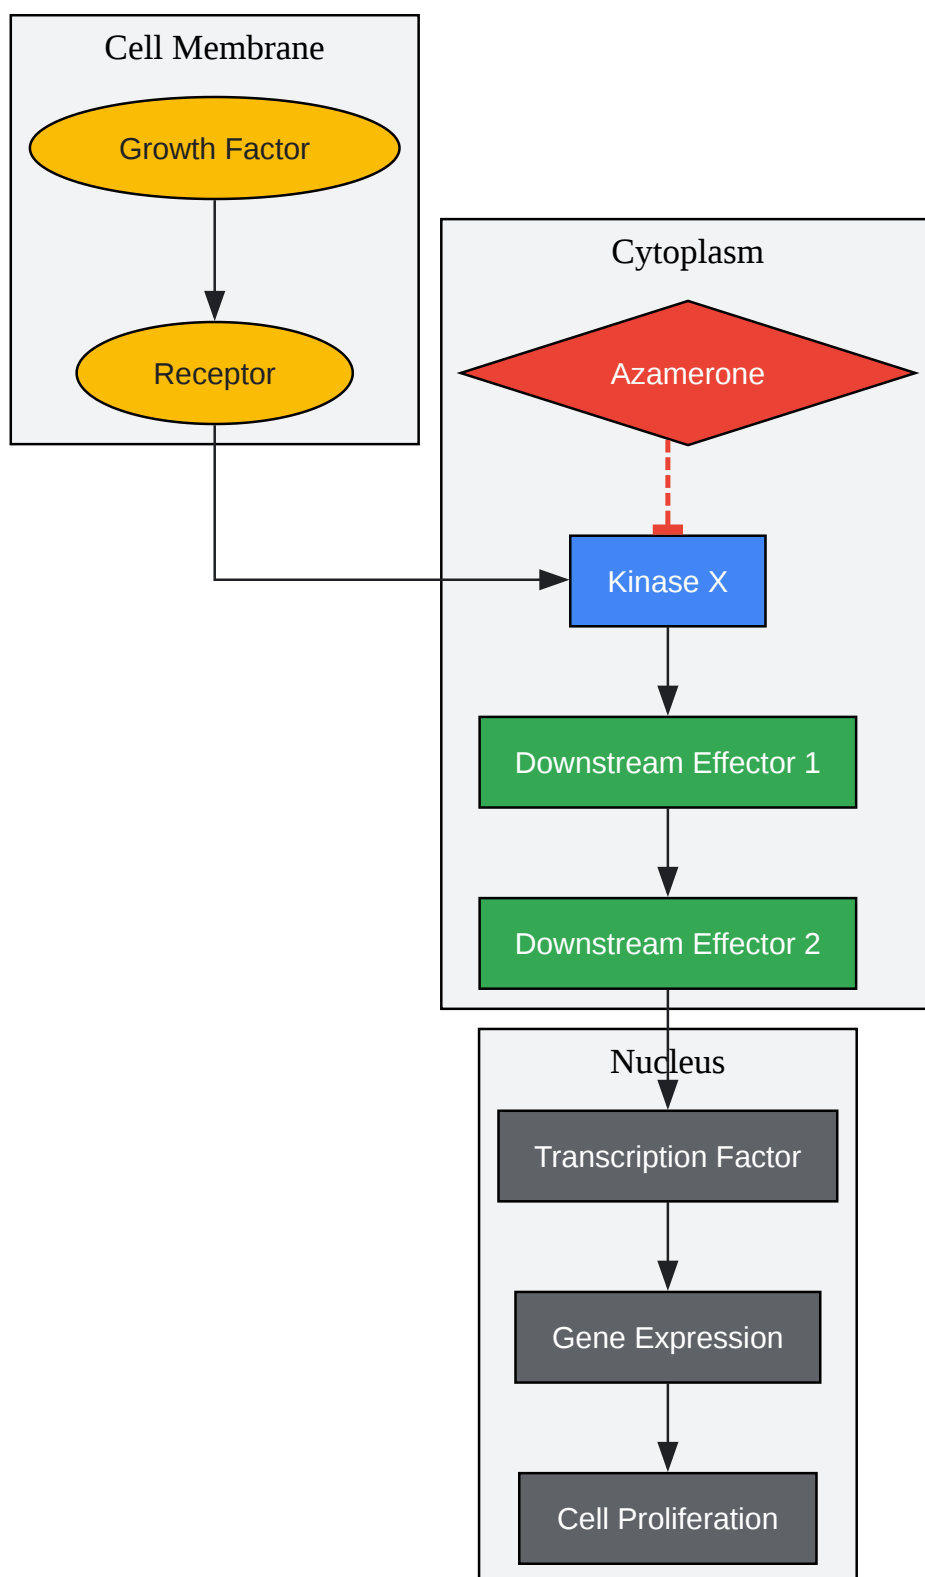 Cell Membrane
Growth Factor
Receptor
Cytoplasm
Azamerone
Kinase X
Downstream Effector 1
Downstream Effector 2
Nucleus
Transcription Factor
Gene Expression
Cell Proliferation